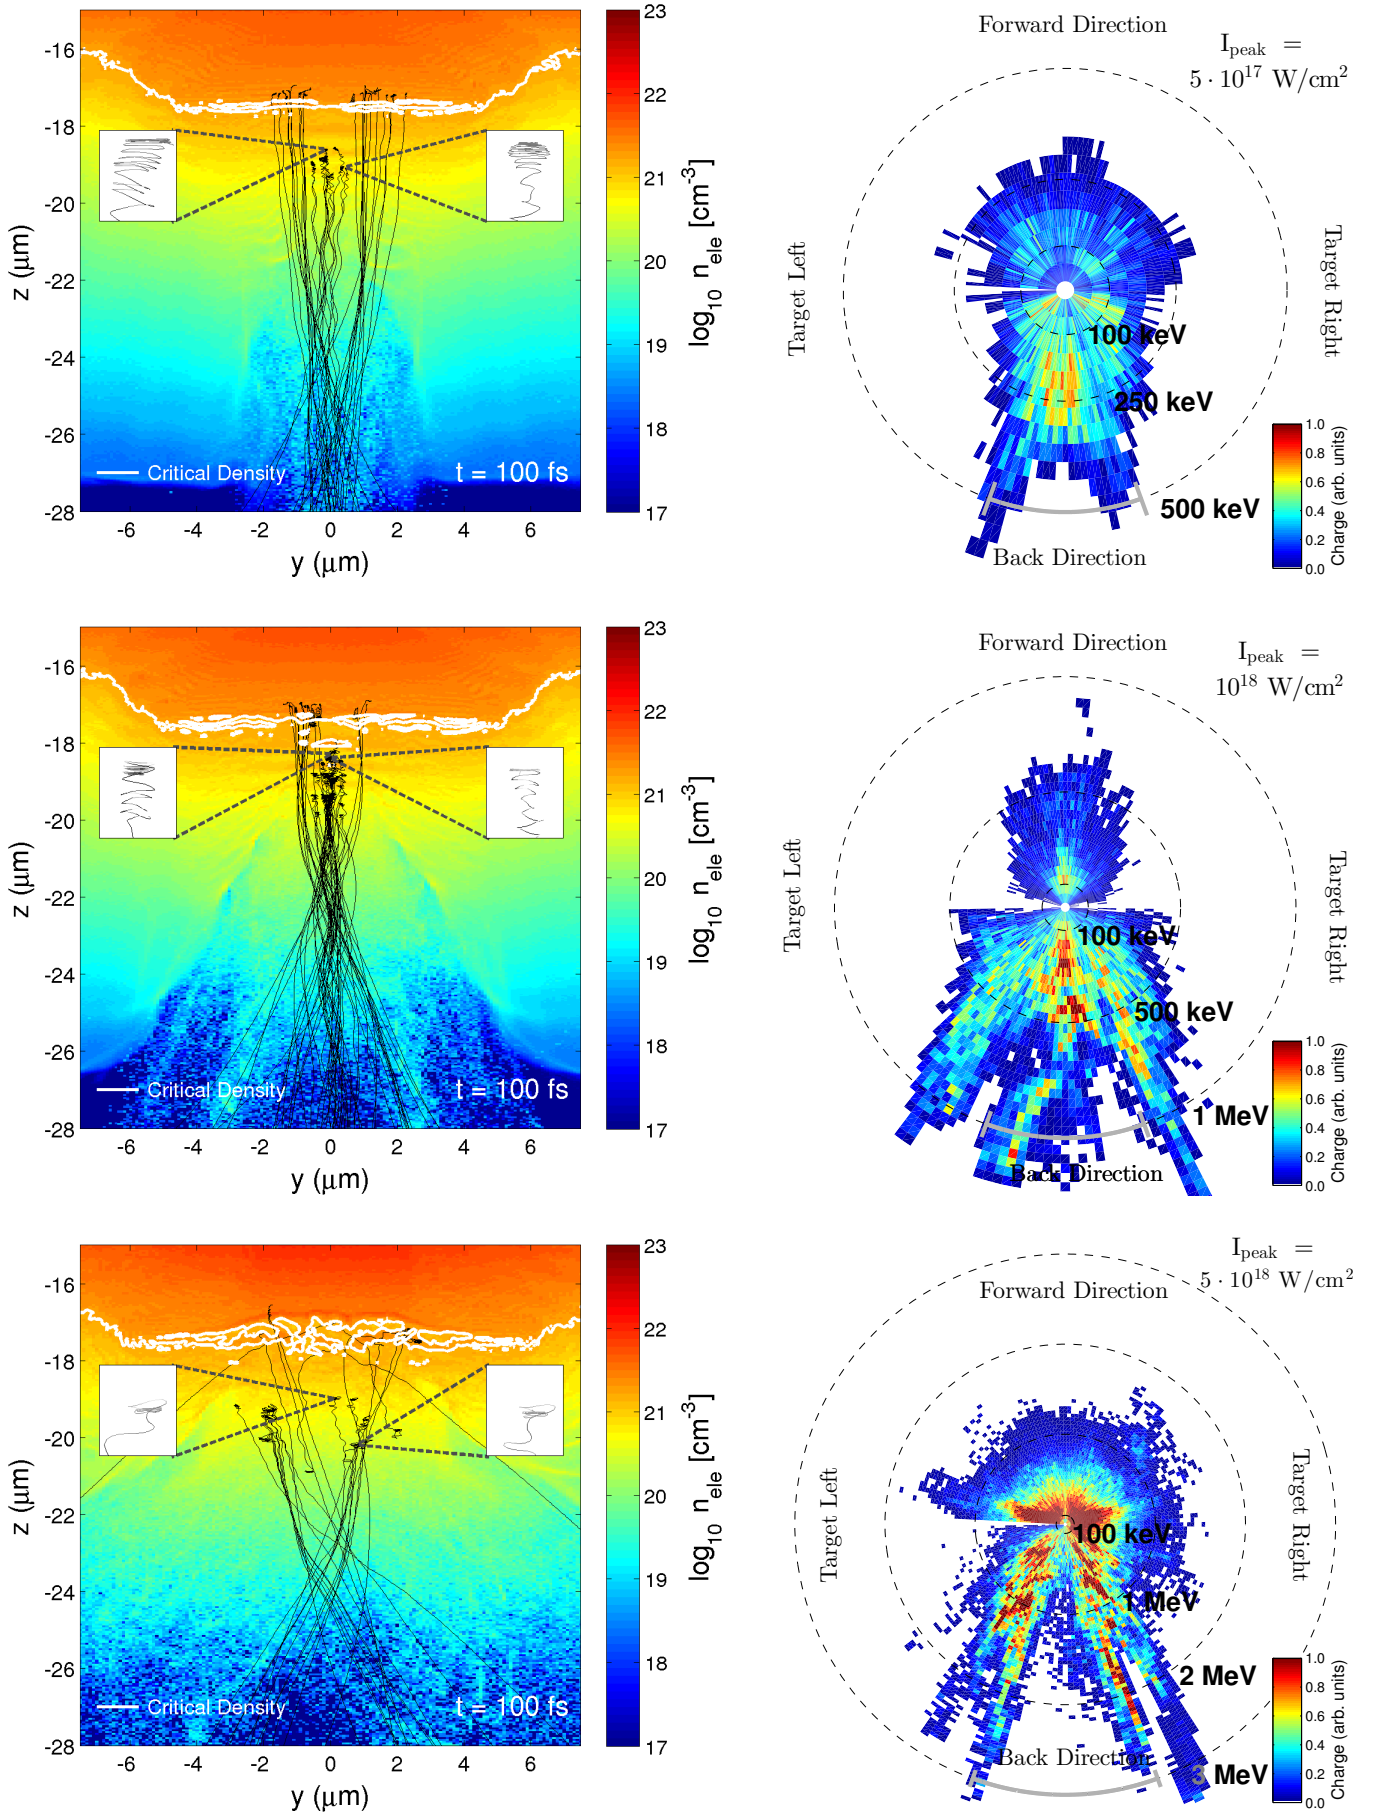 -16
-18
-20
-22
-24
-26
-28
z (μm)
-6 -4 -2 0 2 4 6
y (μm)
Critical Density
t = 100 fs
23
22
21
20
19
18
17
log10 nele [cm-3]
Forward Direction
Ipeak =
5 · 10^17 W/cm2
Target Left
Target Right
100 keV
250 keV
500 keV
Back Direction
1.0
0.8
0.6
0.4
0.2
0.0
Charge (arb. units)
-16
-18
-20
-22
-24
-26
-28
z (μm)
-6 -4 -2 0 2 4 6
y (μm)
Critical Density
t = 100 fs
23
22
21
20
19
18
17
log10 nele [cm-3]
Forward Direction
Ipeak =
10^18 W/cm2
Target Left
Target Right
100 keV
500 keV
1 MeV
Back Direction
1.0
0.8
0.6
0.4
0.2
0.0
Charge (arb. units)
-16
-18
-20
-22
-24
-26
-28
z (μm)
-6 -4 -2 0 2 4 6
y (μm)
Critical Density
t = 100 fs
23
22
21
20
19
18
17
log10 nele [cm-3]
Ipeak =
5 · 10^18 W/cm2
Forward Direction
Target Left
Target Right
100 keV
1 MeV
2 MeV
3 MeV
Back Direction
1.0
0.8
0.6
0.4
0.2
0.0
Charge (arb. units)